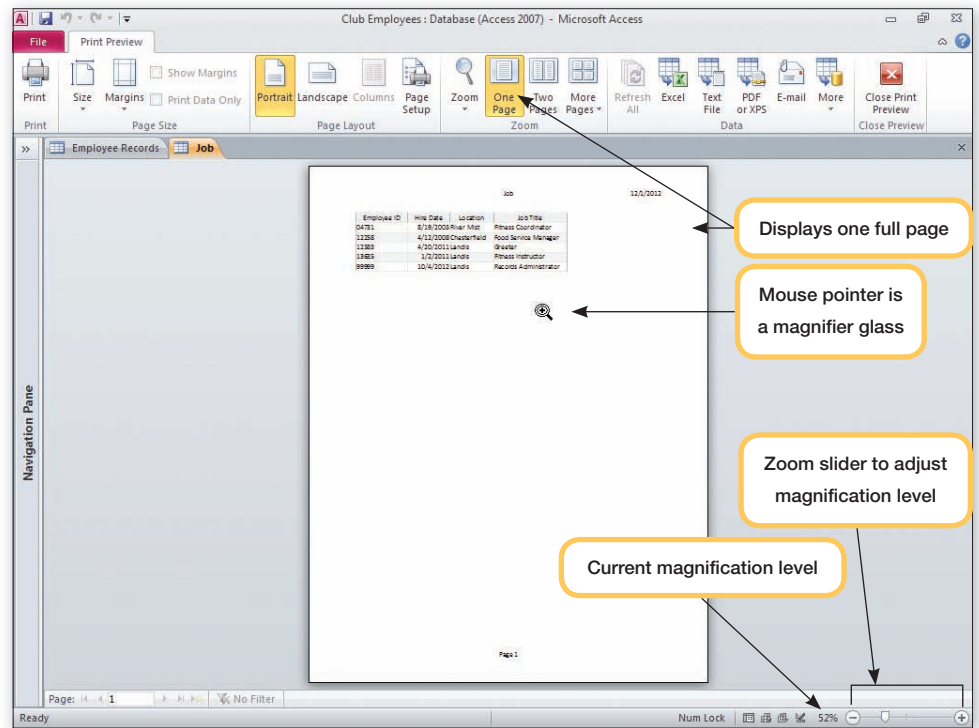 Club Employees : Database (Access 2007) - Microsoft Access
File Print Preview
Print
Size
Margins
Show Margins
Print Data Only
Portrait
Landscape
Columns
Page Setup
Zoom
One Page
Two Pages
More Pages
Refresh All
Excel
Text File
PDF or XPS
E-mail
More
Close Print Preview
Print Page Size Page Layout Zoom Data Close Preview
Employee Records Job
Navigation Pane
Job 12/1/2012
Employee ID Hire Date Location Job Title
04731 8/19/2005 River Mist Fitness Coordinator
12258 4/12/2008 Chesterfield Food Service Manager
12383 4/20/2011 Landis Greeter
13635 1/2/2011 Landis Fitness Instructor
99999 10/4/2012 Landis Records Administrator
Displays one full page
Mouse pointer is
a magnifier glass
Zoom slider to adjust
magnification level
Current magnification level
Page 1
Page: 1 No Filter
Ready Num Lock 52%